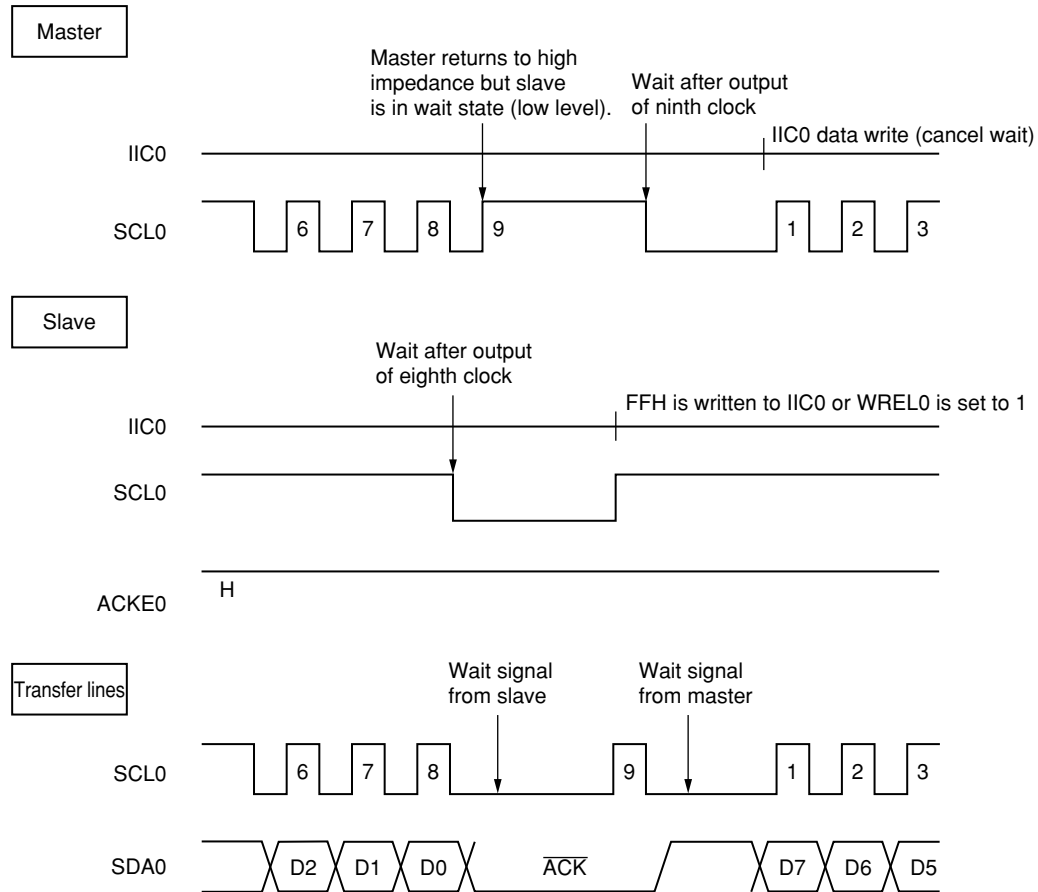 Master
Master returns to high
impedance but slave
is in wait state (low level).
Wait after output
of ninth clock
IIC0 data write (cancel wait)
IIC0
SCL0
6 7 8 9 1 2 3
Slave
Wait after output
of eighth clock
FFH is written to IIC0 or WREL0 is set to 1
IIC0
SCL0
H
ACKE0
Transfer lines
Wait signal
from slave
Wait signal
from master
SCL0
6 7 8 9 1 2 3
SDA0
D2 D1 D0 ACK D7 D6 D5